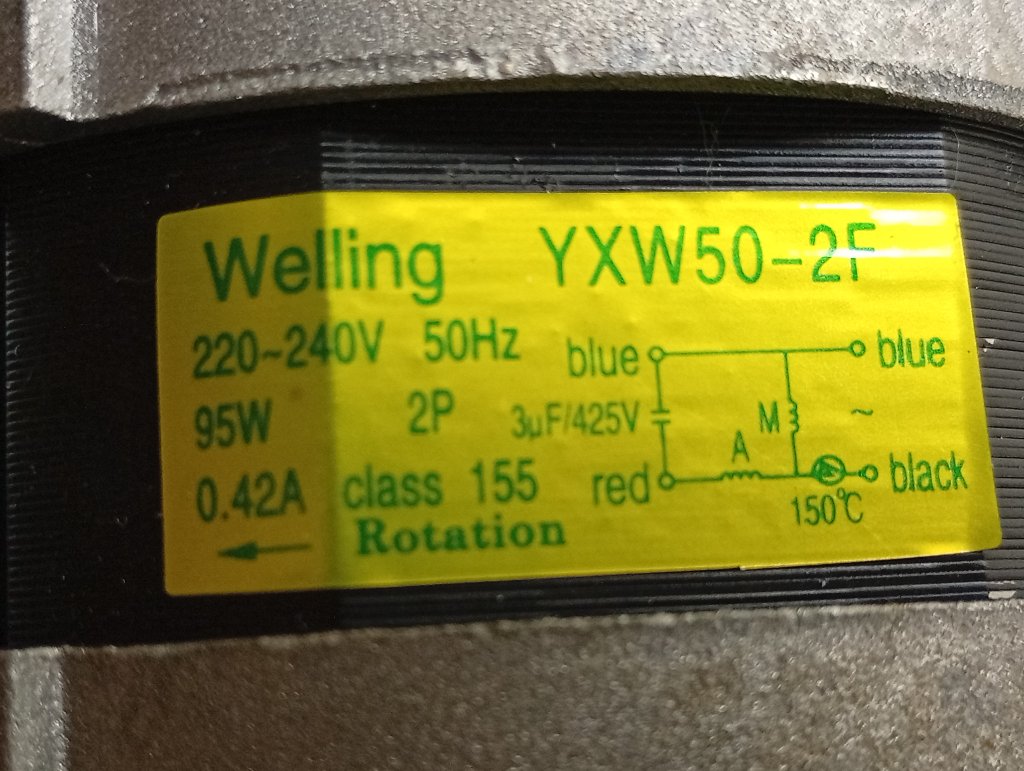 Welling YXW50-2F
220~240V 50Hz
95W 2P
0.42A class 155
Rotation
blue blue
3µF/425V M ~
A
red black
150℃